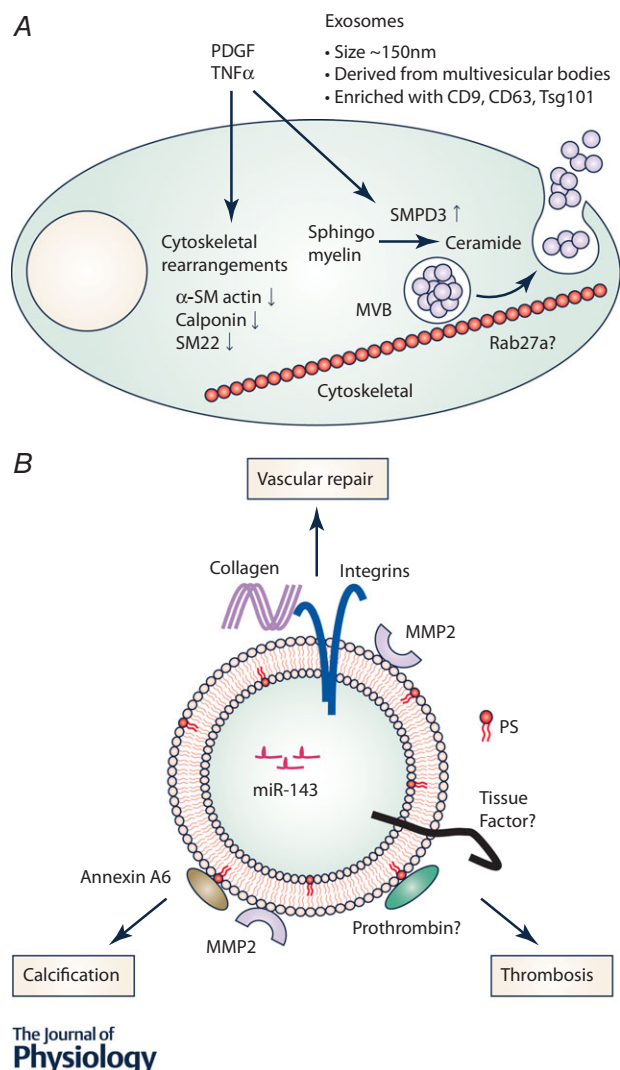 A
Exosomes
• Size ~150nm
• Derived from multivesicular bodies
• Enriched with CD9, CD63, Tsg101
PDGF
TNFα
Cytoskeletal
rearrangements
α-SM actin ↓
Calponin ↓
SM22 ↓
Sphingo
myelin
SMPD3 ↑
Ceramide
MVB
Rab27a?
Cytoskeletal
B
Vascular repair
Collagen
Integrins
MMP2
PS
miR-143
Tissue
Factor?
Annexin A6
MMP2
Prothrombin?
Calcification
Thrombosis
The Journal of
Physiology